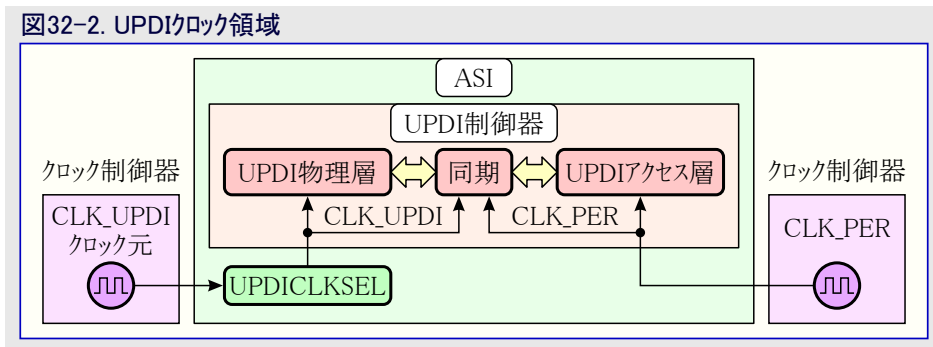 図32-2. UPDIｸﾛｯｸ領域
ASI
UPDI制御器
UPDI物理層
同期
UPDIｱｸｾｽ層
ｸﾛｯｸ制御器
CLK_UPDI
ｸﾛｯｸ元
CLK_UPDI
CLK_PER
UPDICLKSEL
ｸﾛｯｸ制御器
CLK_PER